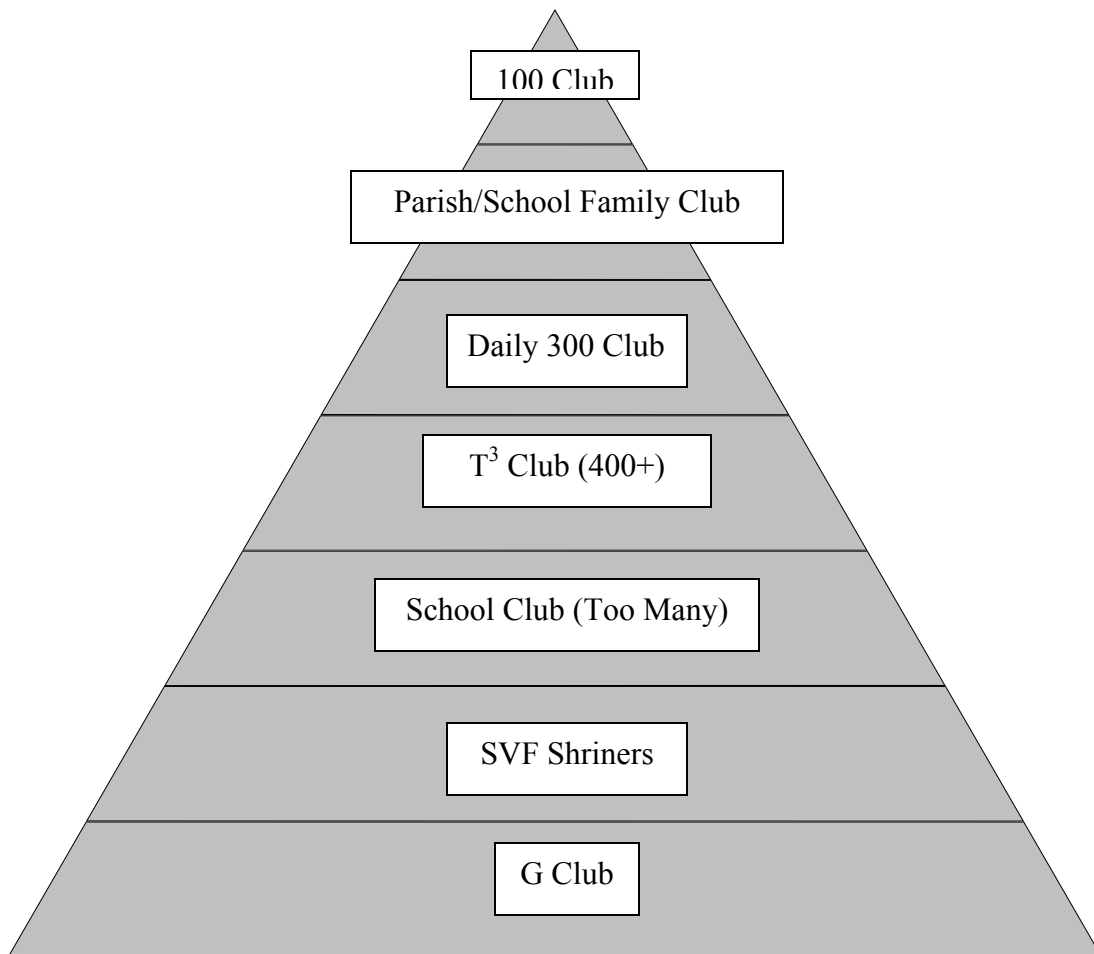 100 Club
Parish/School Family Club
Daily 300 Club
T³ Club (400+)
School Club (Too Many)
SVF Shriners
G Club